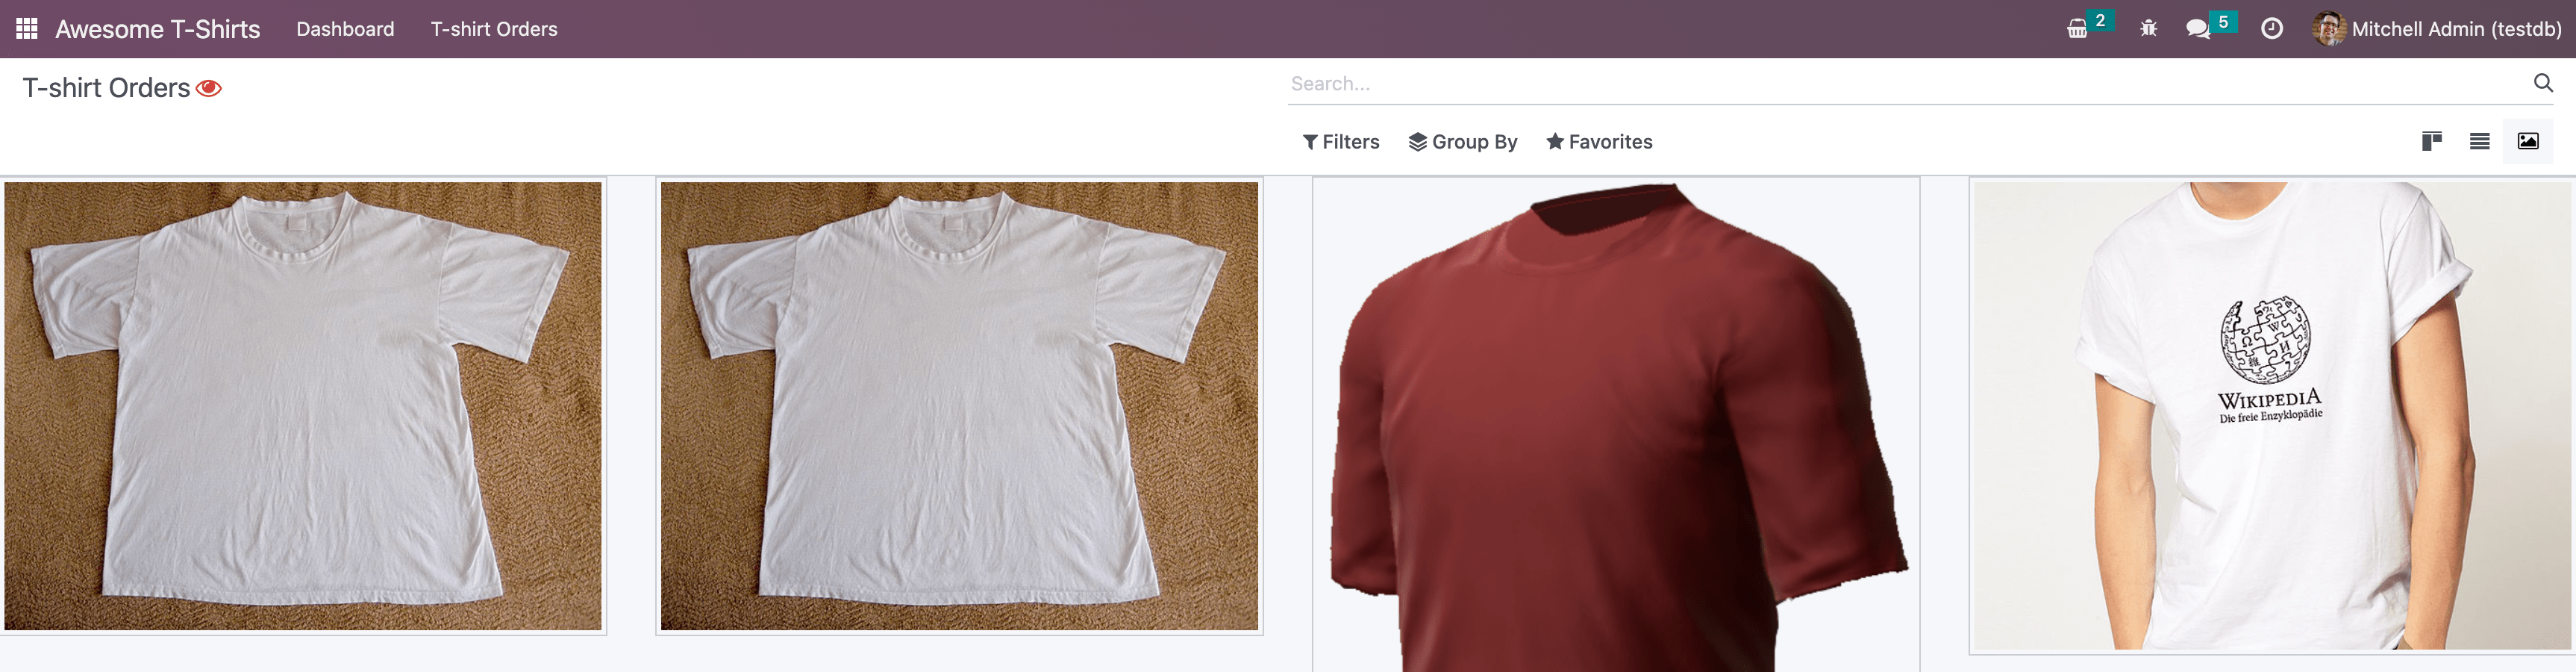 Awesome T-Shirts Dashboard T-shirt Orders 2 5 Mitchell Admin (testdb)
T-shirt Orders Search...
Filters Group By Favorites
WIKIPEDIA
Die freie Enzyklopädie